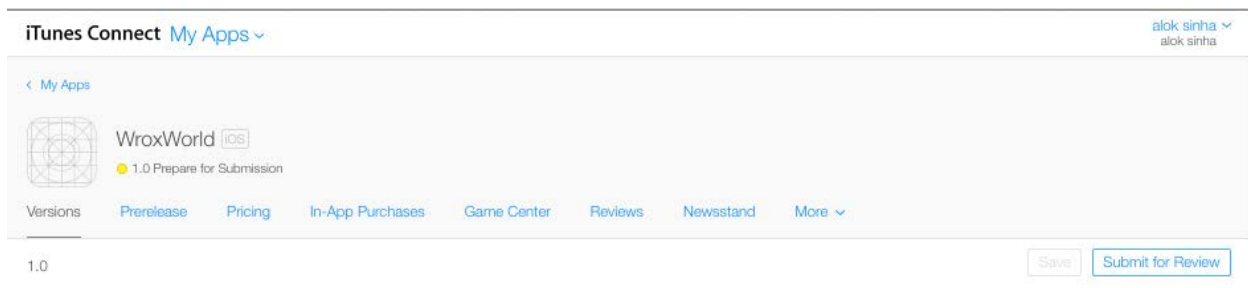 iTunes Connect My Apps
alok sinha
alok sinha
< My Apps
WroxWorld iOS
1.0 Prepare for Submission
Versions Prerelease Pricing In-App Purchases Game Center Reviews Newsstand More
1.0 Save Submit for Review